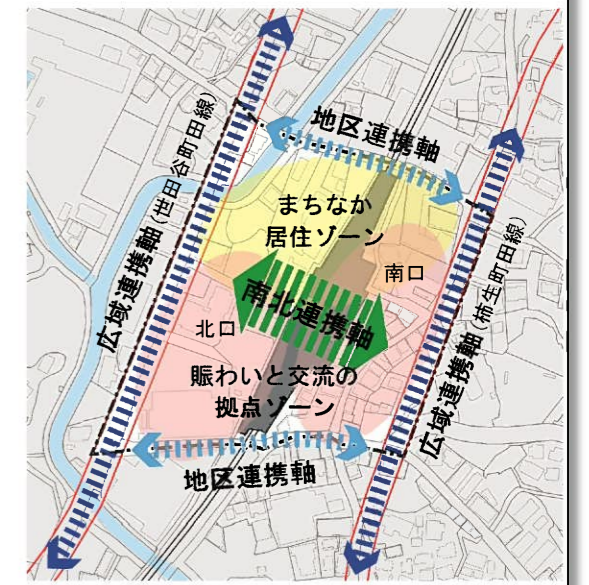 地区連携軸
広域連携軸(世田谷町田線)
まちなか
居住ゾーン
南口
南北連携軸
北口
広域連携軸(柿生町田線)
賑わいと交流の
拠点ゾーン
地区連携軸